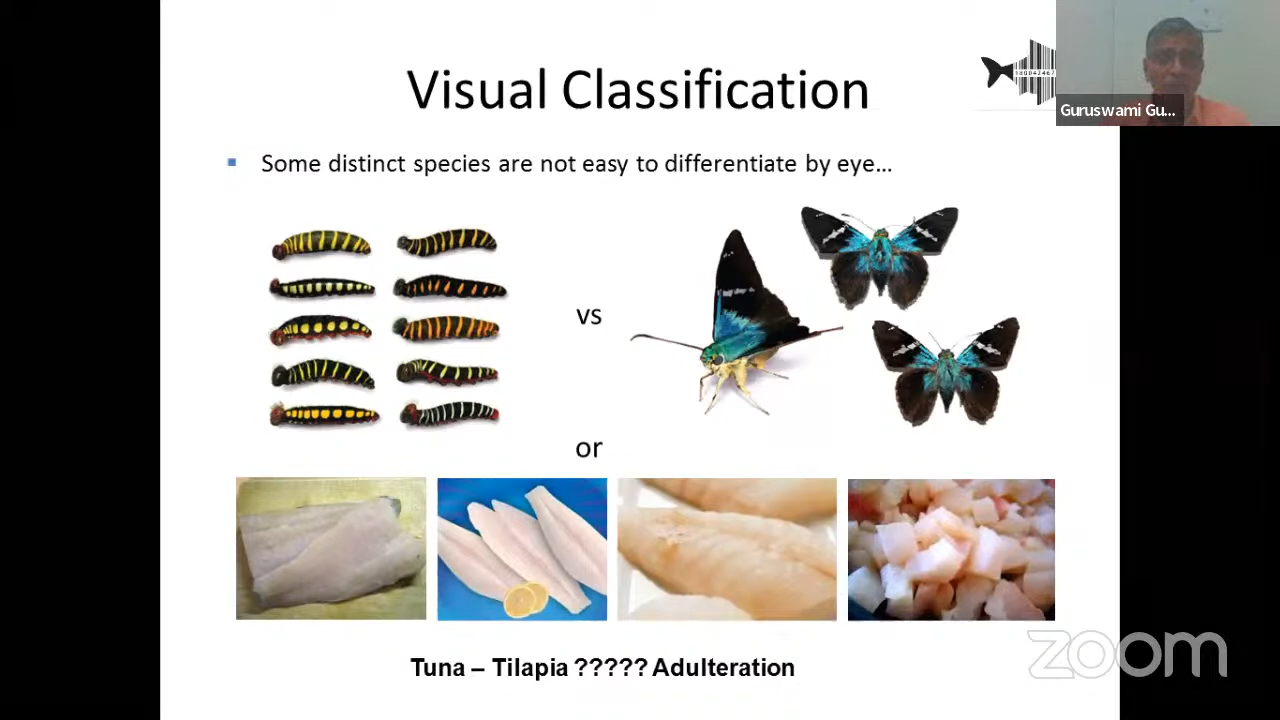 Visual Classification
180042467
Guruswami Gu...
Some distinct species are not easy to differentiate by eye...
vs
or
Tuna – Tilapia ????? Adulteration
zoom